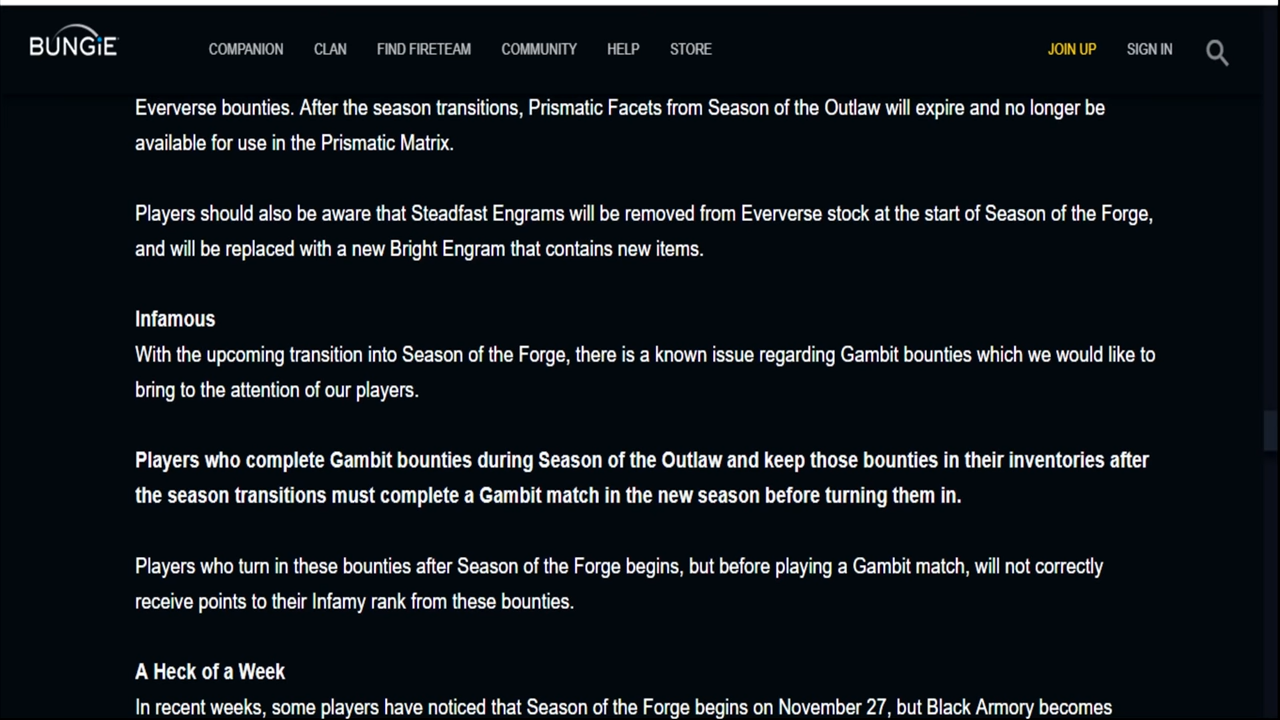 BUNGiE
COMPANION CLAN FIND FIRETEAM COMMUNITY HELP STORE JOIN UP SIGN IN
Eververse bounties. After the season transitions, Prismatic Facets from Season of the Outlaw will expire and no longer be
available for use in the Prismatic Matrix.
Players should also be aware that Steadfast Engrams will be removed from Eververse stock at the start of Season of the Forge,
and will be replaced with a new Bright Engram that contains new items.
Infamous
With the upcoming transition into Season of the Forge, there is a known issue regarding Gambit bounties which we would like to
bring to the attention of our players.
Players who complete Gambit bounties during Season of the Outlaw and keep those bounties in their inventories after
the season transitions must complete a Gambit match in the new season before turning them in.
Players who turn in these bounties after Season of the Forge begins, but before playing a Gambit match, will not correctly
receive points to their Infamy rank from these bounties.
A Heck of a Week
In recent weeks, some players have noticed that Season of the Forge begins on November 27, but Black Armory becomes